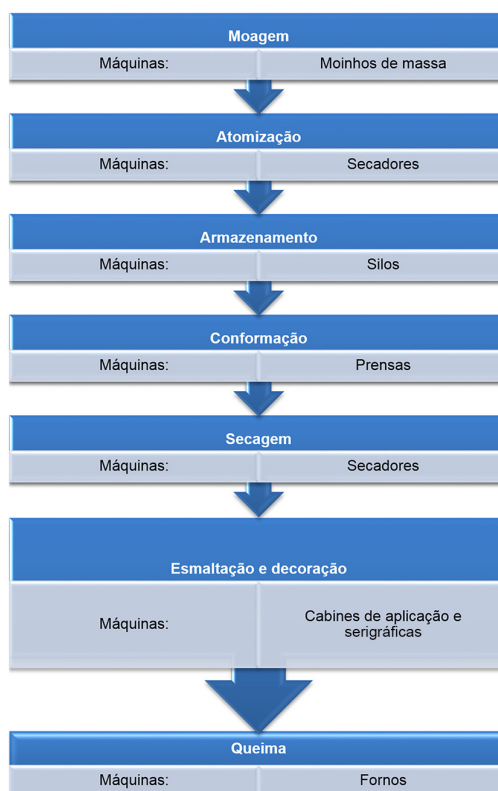 Moagem
Máquinas: Moinhos de massa
Atomização
Máquinas: Secadores
Armazenamento
Máquinas: Silos
Conformação
Máquinas: Prensas
Secagem
Máquinas: Secadores
Esmaltação e decoração
Máquinas: Cabines de aplicação e
serigráficas
Queima
Máquinas: Fornos